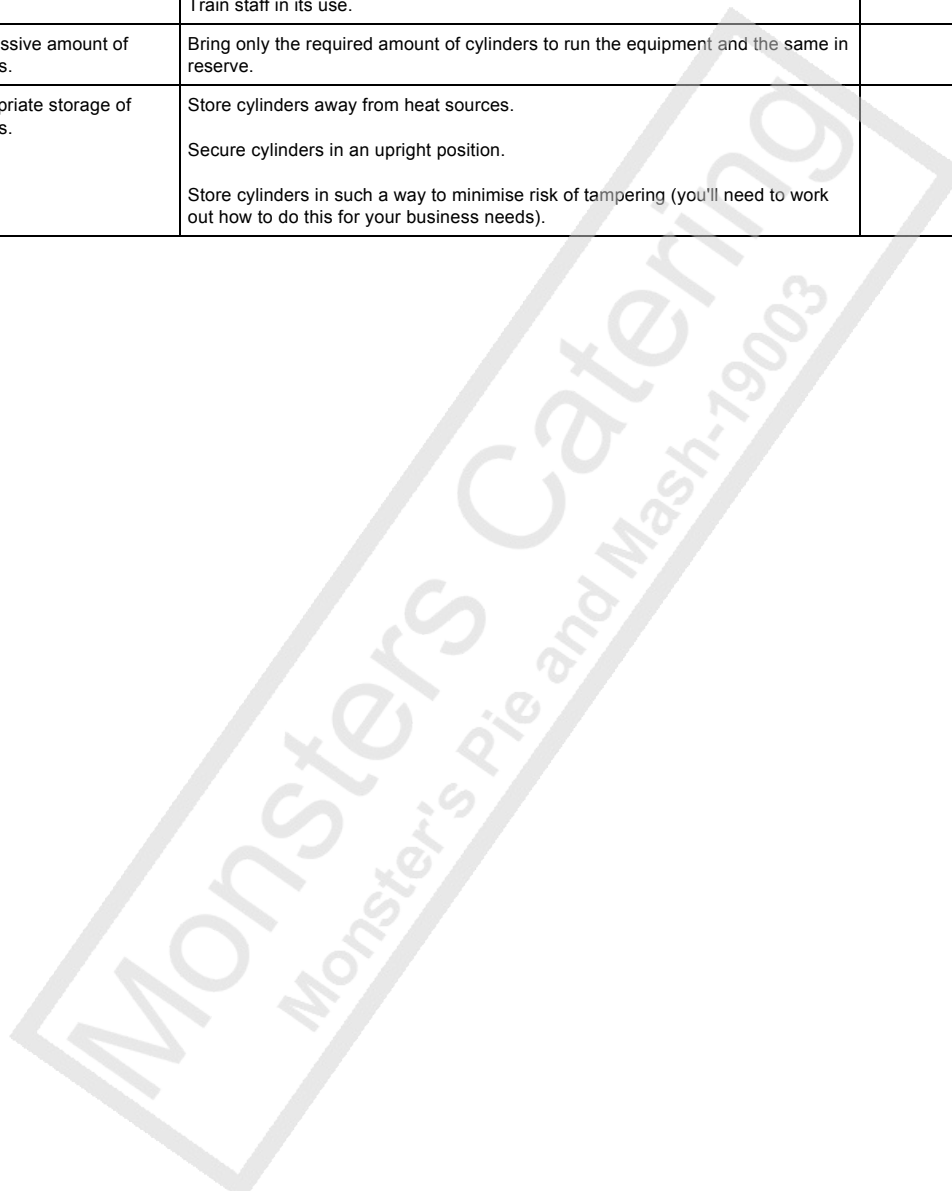 Train staff in its use.
ssive amount of
s.
Bring only the required amount of cylinders to run the equipment and the same in
reserve.
priate storage of
s.
Store cylinders away from heat sources.
Secure cylinders in an upright position.
Store cylinders in such a way to minimise risk of tampering (you'll need to work
out how to do this for your business needs).
Monsters Catering
Monster's Pie and Mash-19003